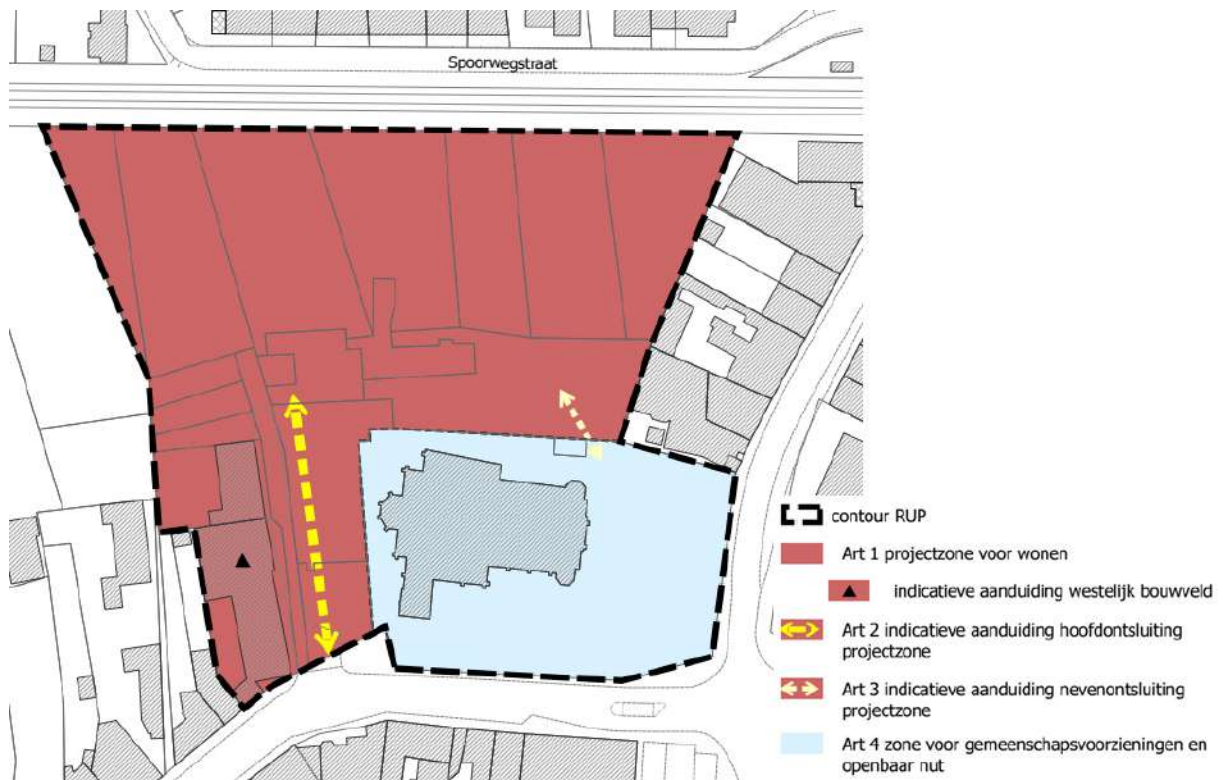 Spoorwegstraat
contour RUP
Art 1 projectzone voor wonen
indicatieve aanduiding westelijk bouwveld
Art 2 indicatieve aanduiding hoofdontsluiting
projectzone
Art 3 indicatieve aanduiding nevenontsluiting
projectzone
Art 4 zone voor gemeenschapsvoorzieningen en
openbaar nut